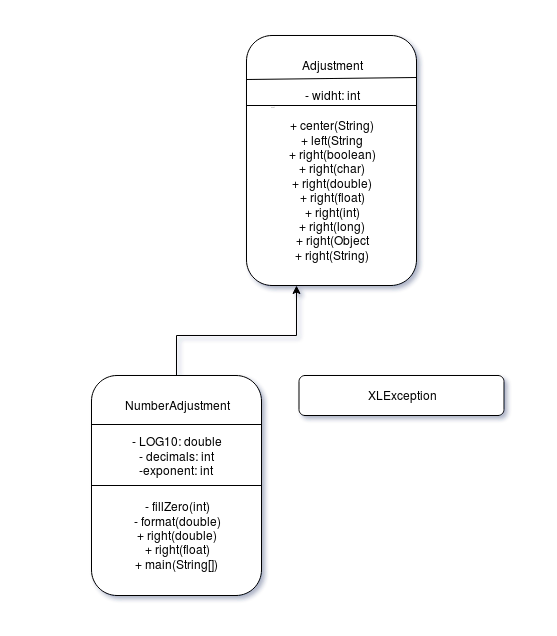 Adjustment
- widht: int
+ center(String)
+ left(String
+ right(boolean)
+ right(char)
+ right(double)
+ right(float)
+ right(int)
+ right(long)
+ right(Object
+ right(String)
NumberAdjustment
- LOG10: double
- decimals: int
-exponent: int
- fillZero(int)
- format(double)
+ right(double)
+ right(float)
+ main(String[])
XLException